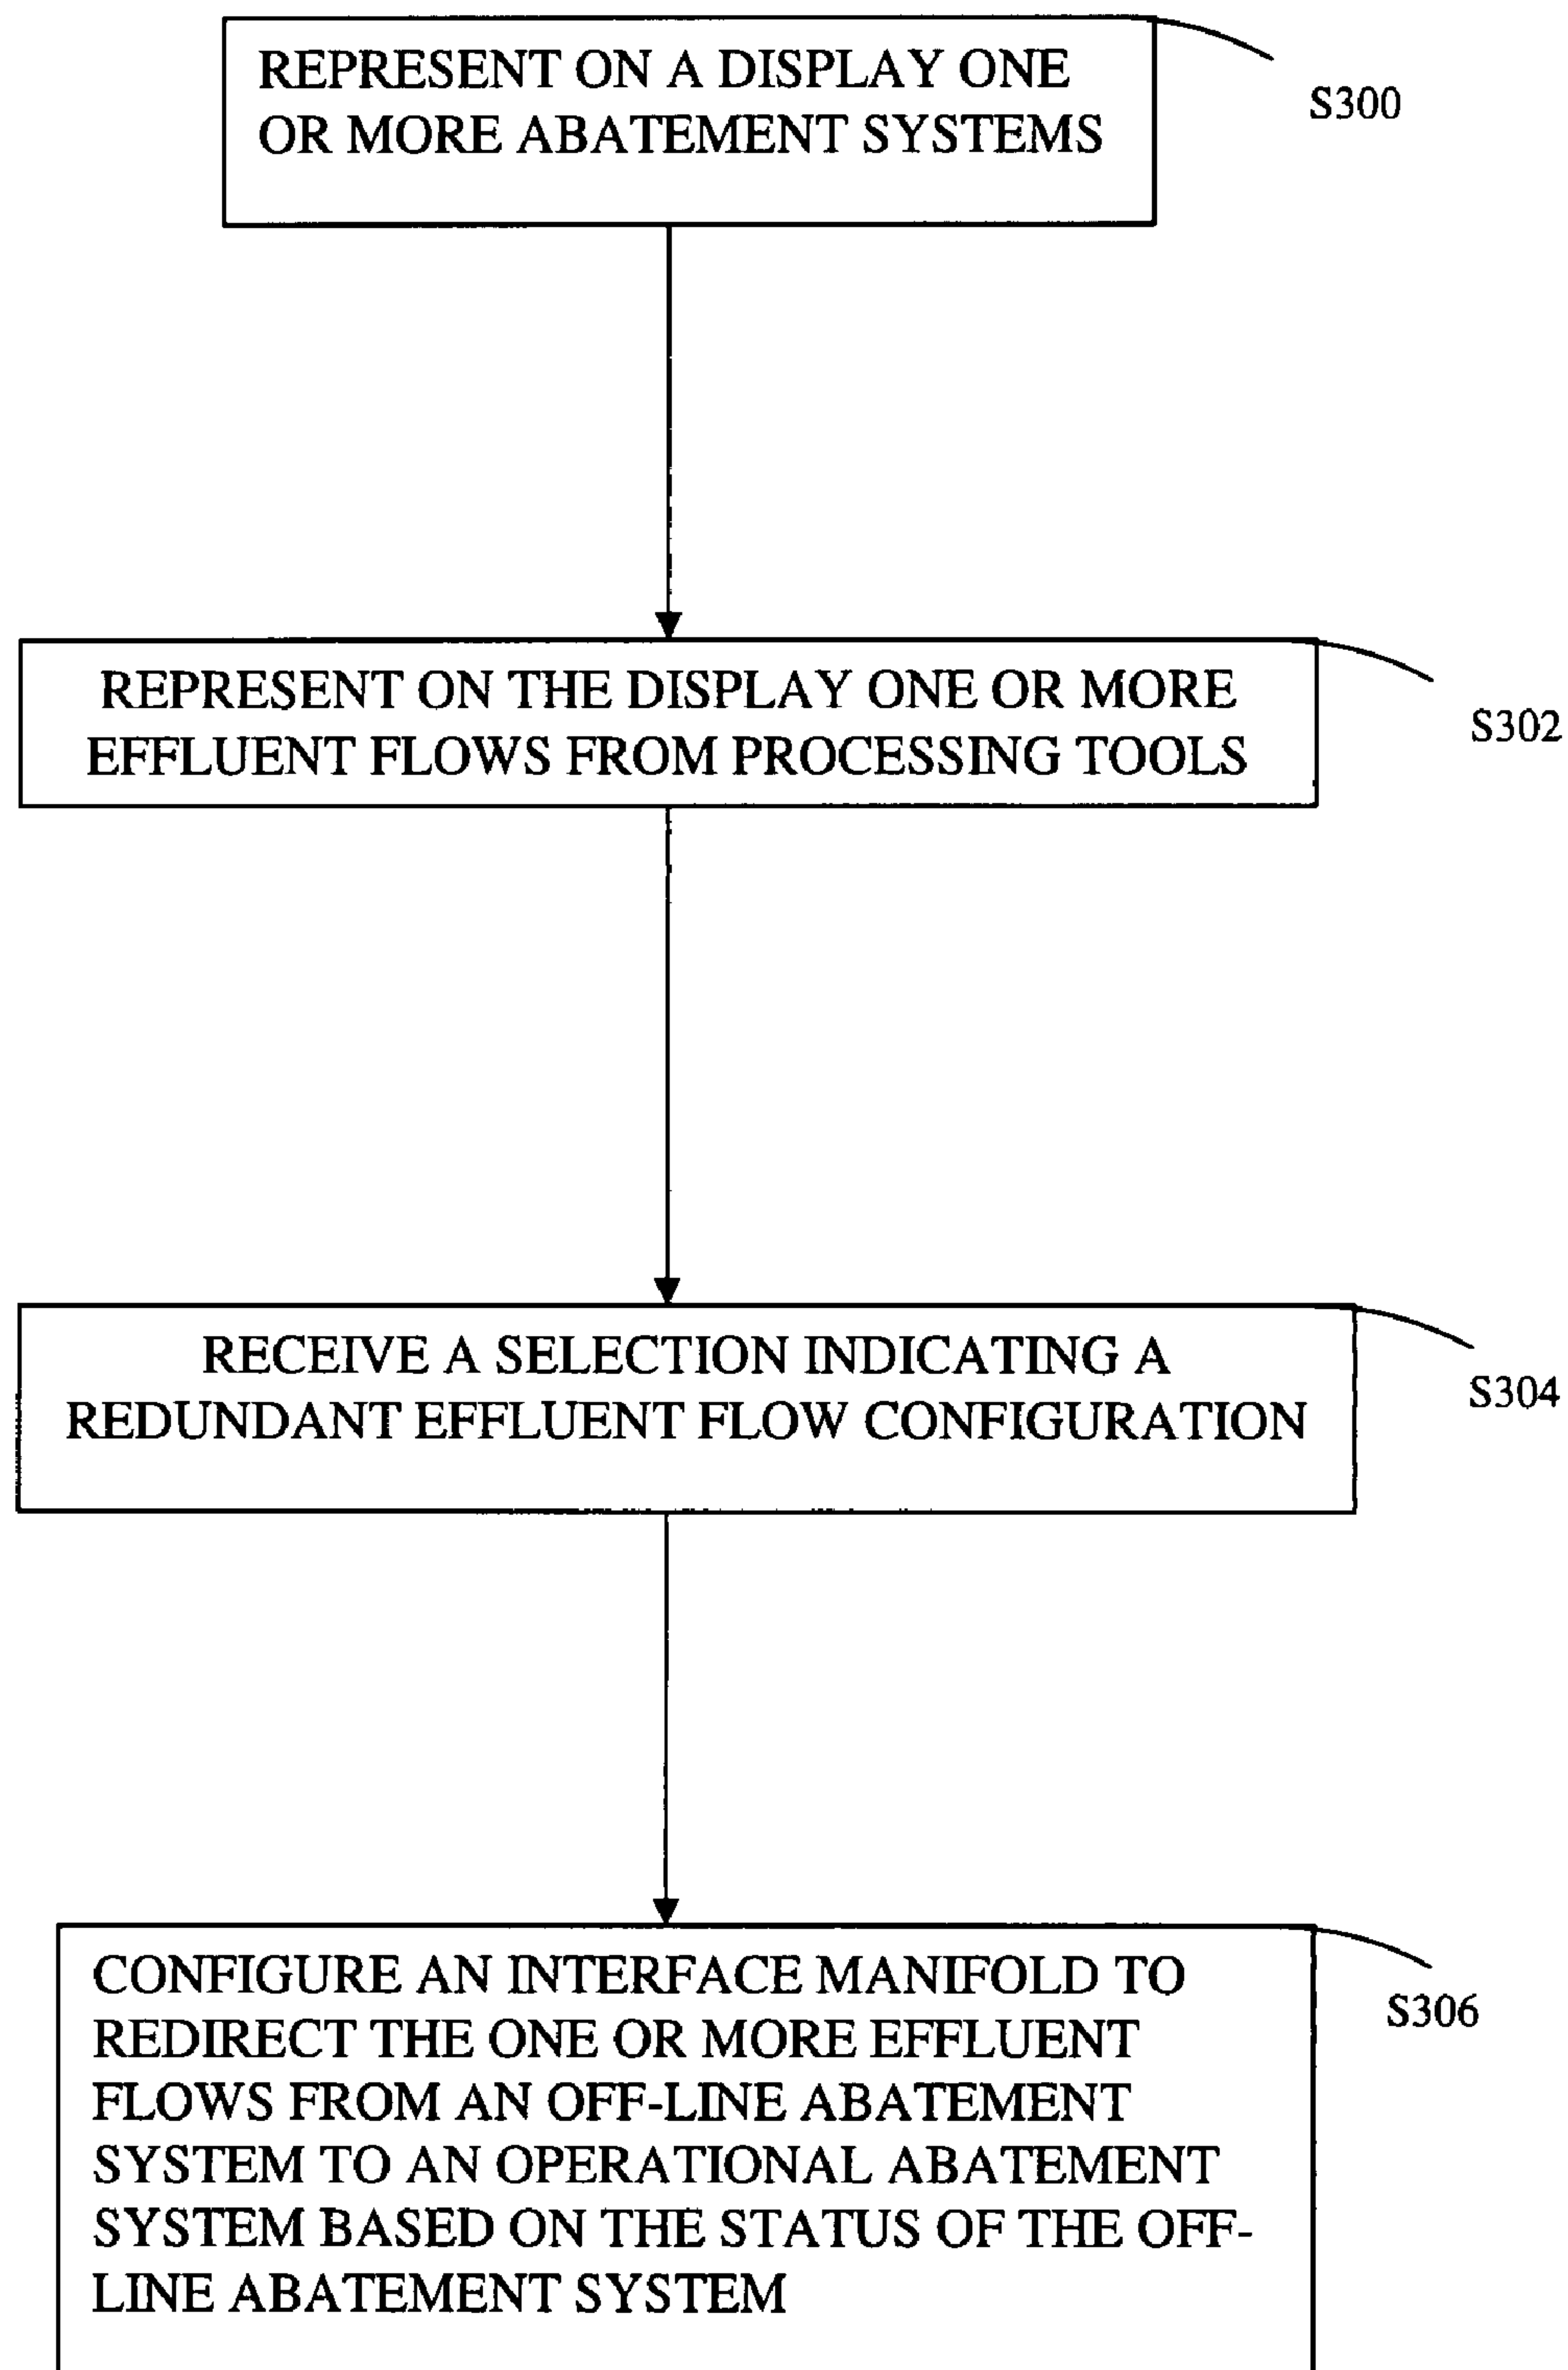 REPRESENT ON A DISPLAY ONE
OR MORE ABATEMENT SYSTEMS
S300
REPRESENT ON THE DISPLAY ONE OR MORE
EFFLUENT FLOWS FROM PROCESSING TOOLS
S302
RECEIVE A SELECTION INDICATING A
REDUNDANT EFFLUENT FLOW CONFIGURATION
S304
CONFIGURE AN INTERFACE MANIFOLD TO
REDIRECT THE ONE OR MORE EFFLUENT
FLOWS FROM AN OFF-LINE ABATEMENT
SYSTEM TO AN OPERATIONAL ABATEMENT
SYSTEM BASED ON THE STATUS OF THE OFF-
LINE ABATEMENT SYSTEM
S306